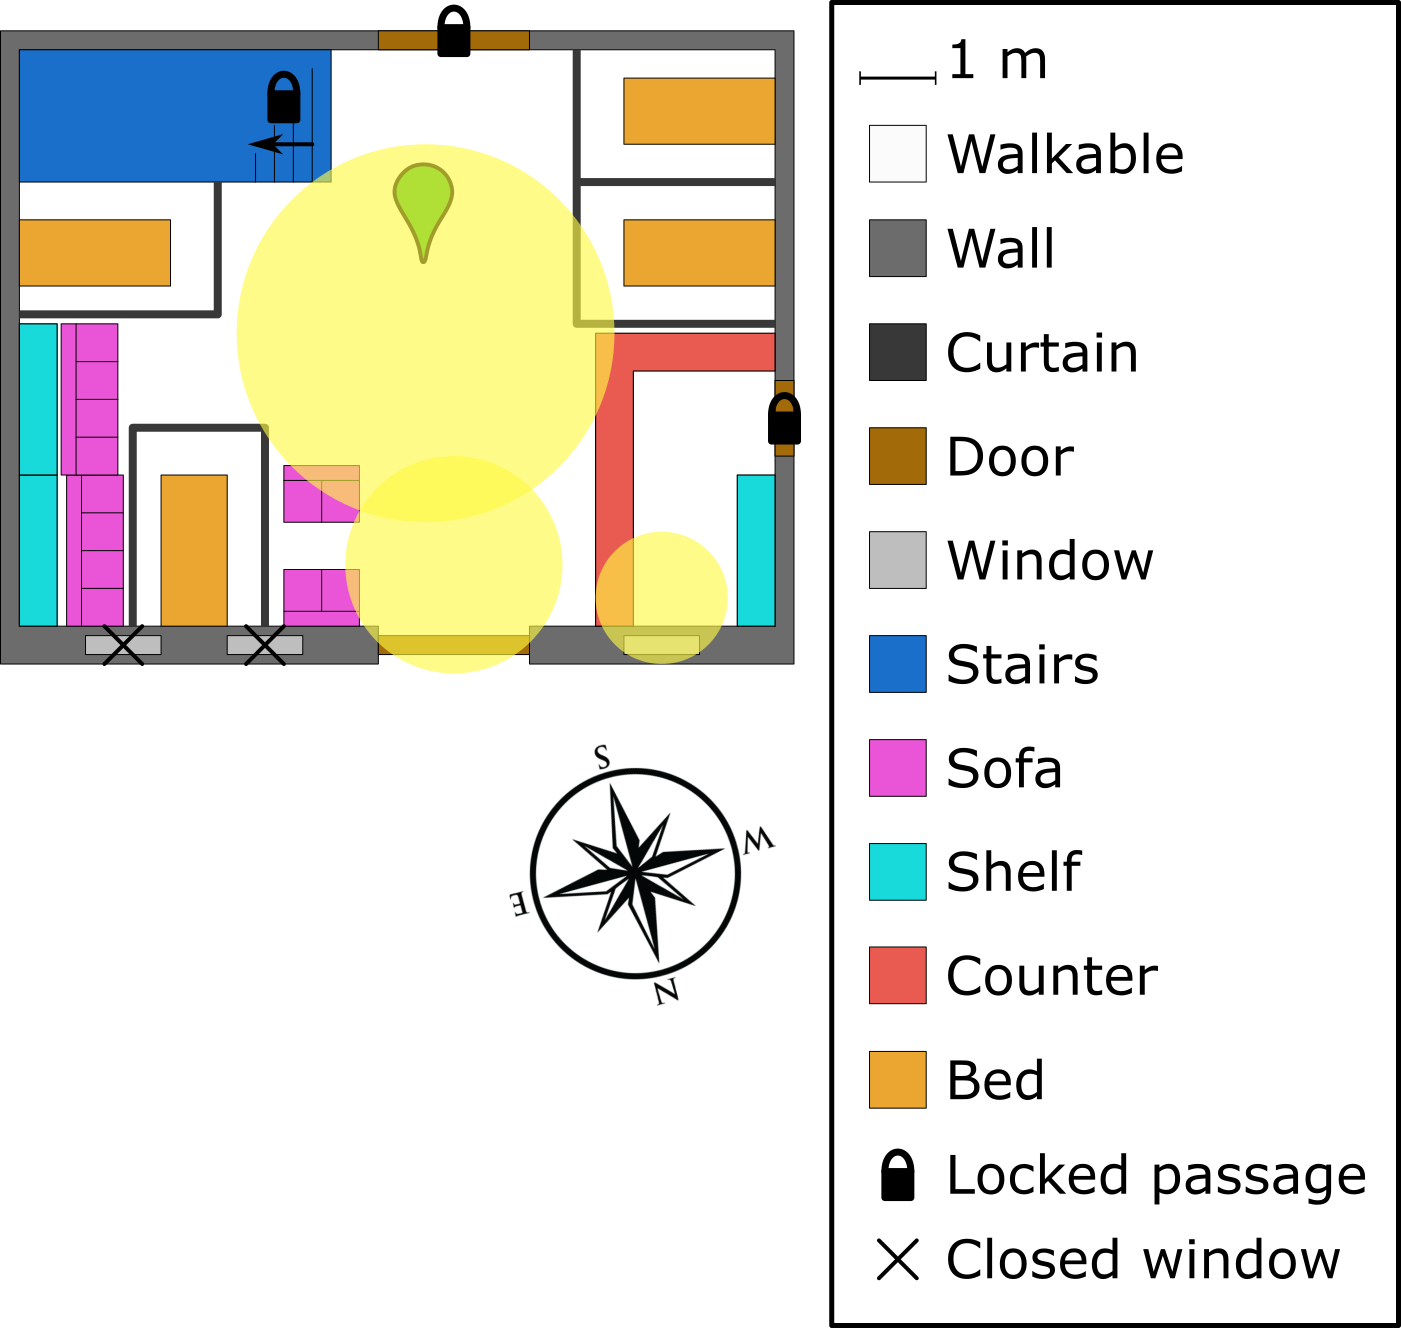 1 m
Walkable
Wall
Curtain
Door
Window
Stairs
Sofa
Shelf
Counter
Bed
Locked passage
Closed window
S
W
E
N